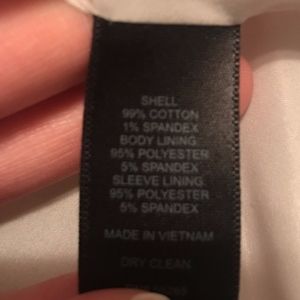 SHELL
99% COTTON
1% SPANDEX
BODY LINING:
95% POLYESTER
5% SPANDEX
SLEEVE LINING:
95% POLYESTER
5% SPANDEX
MADE IN VIETNAM
DRY CLEAN